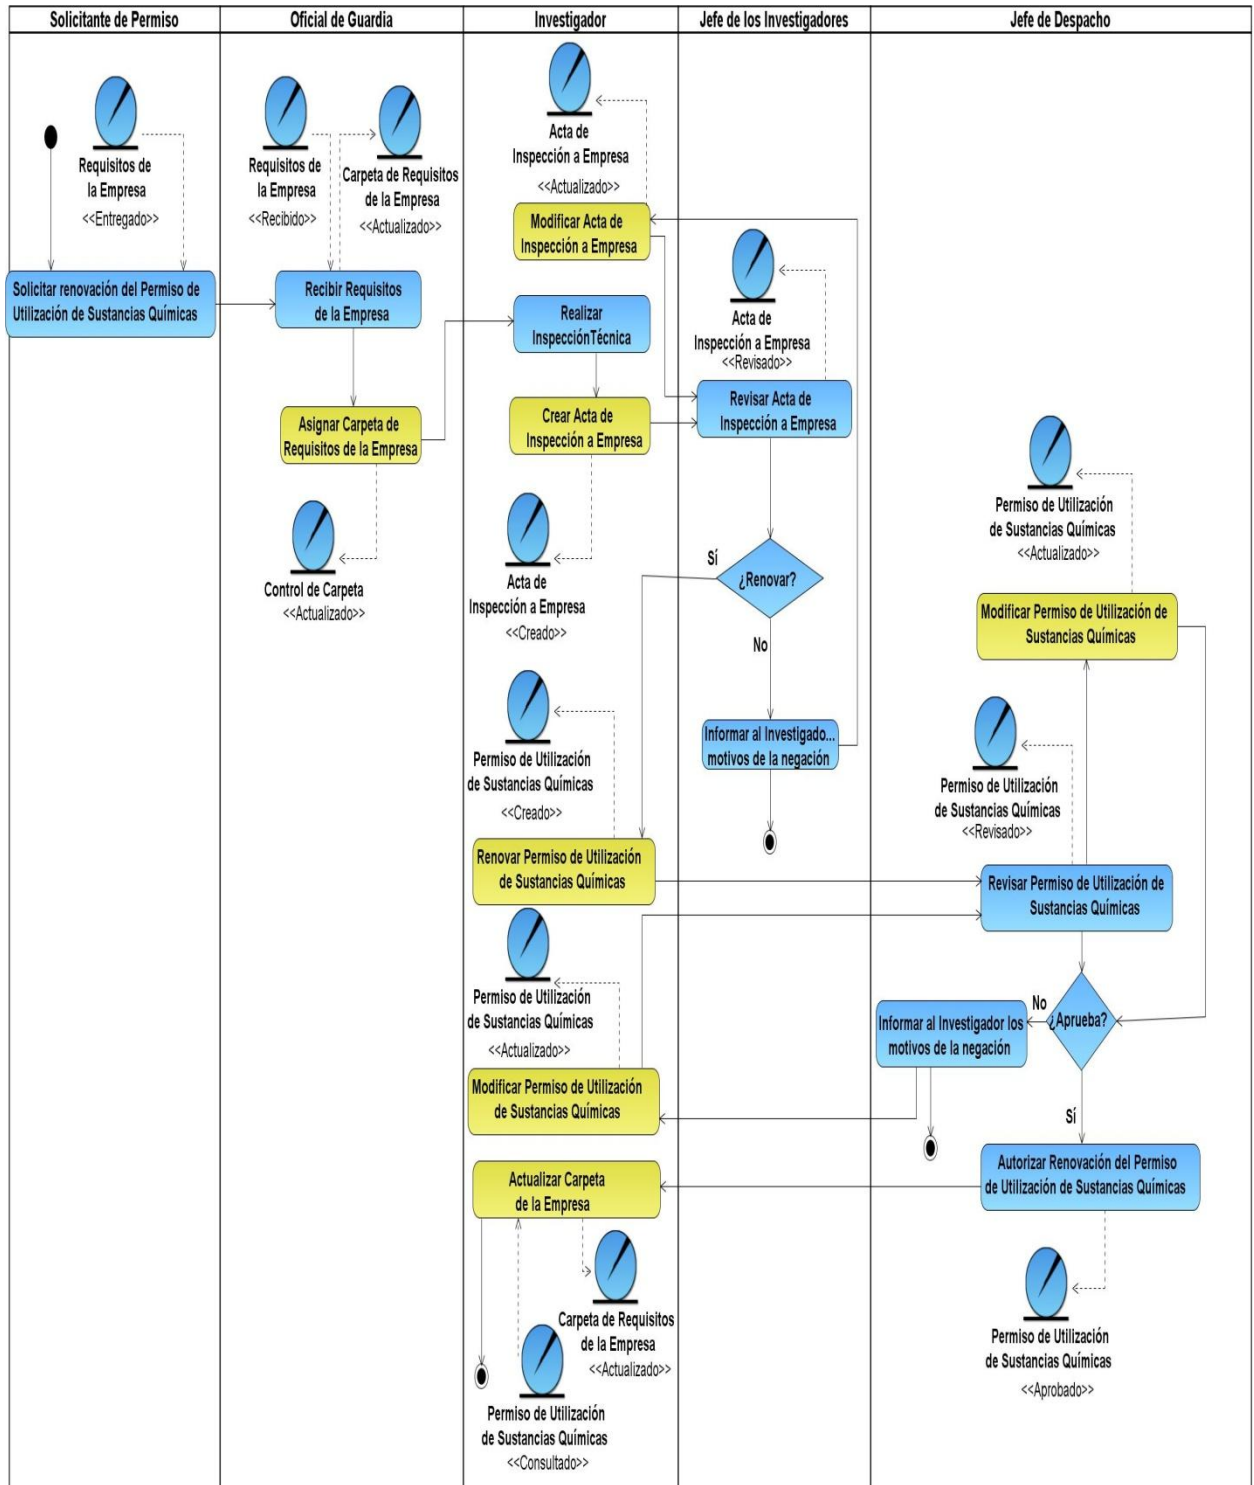 Solicitante de Permiso
Oficial de Guardia
Investigador
Jefe de los Investigadores
Jefe de Despacho
Requisitos de
la Empresa
<<Entregado>>
Solicitar renovación del Permiso de
Utilización de Sustancias Químicas
Requisitos de
la Empresa
<<Recibido>>
Carpeta de Requisitos
de la Empresa
<<Actualizado>>
Recibir Requisitos
de la Empresa
Asignar Carpeta de
Requisitos de la Empresa
Control de Carpeta
<<Actualizado>>
Acta de
Inspección a Empresa
<<Actualizado>>
Modificar Acta de
Inspección a Empresa
Realizar
InspecciónTécnica
Crear Acta de
Inspección a Empresa
Acta de
Inspección a Empresa
<<Creado>>
Permiso de Utilización
de Sustancias Químicas
<<Creado>>
Renovar Permiso de Utilización
de Sustancias Químicas
Permiso de Utilización
de Sustancias Químicas
<<Actualizado>>
Modificar Permiso de Utilización
de Sustancias Químicas
Actualizar Carpeta
de la Empresa
Carpeta de Requisitos
de la Empresa
<<Actualizado>>
Permiso de Utilización
de Sustancias Químicas
<<Consultado>>
Acta de
Inspección a Empresa
<<Revisado>>
Revisar Acta de
Inspección a Empresa
Sí
¿Renovar?
No
Informar al Investigado...
motivos de la negación
Permiso de Utilización
de Sustancias Químicas
<<Actualizado>>
Modificar Permiso de Utilización de
Sustancias Químicas
Permiso de Utilización
de Sustancias Químicas
<<Revisado>>
Revisar Permiso de Utilización de
Sustancias Químicas
No
¿Aprueba?
Informar al Investigador los
motivos de la negación
Sí
Autorizar Renovación del Permiso
de Utilización de Sustancias Químicas
Permiso de Utilización
de Sustancias Químicas
<<Aprobado>>